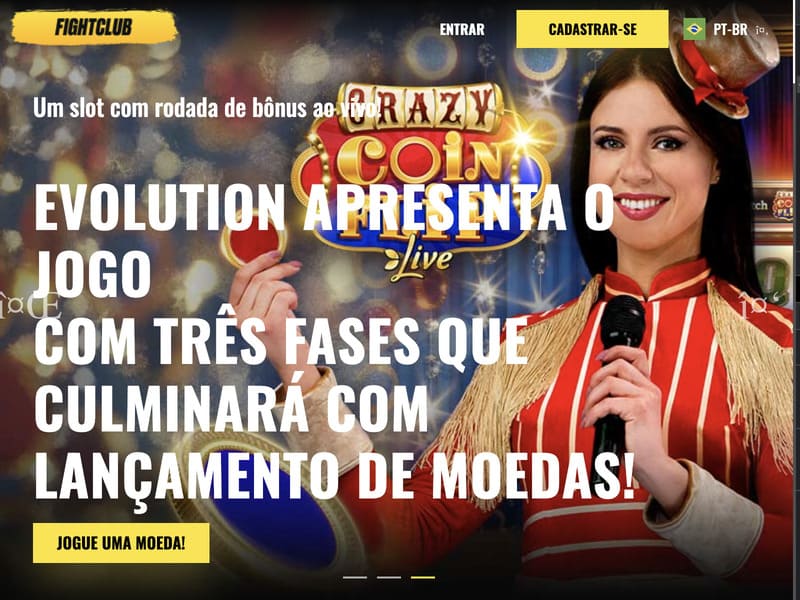 FIGHTCLUB
ENTRAR
CADASTRAR-SE
PT-BR
Um slot com rodada de bônus ao vivo!
CRAZY
COIN
FLIP
Live
EVOLUTION APRESENTA O
JOGO
COM TRÊS FASES QUE
CULMINARÁ COM
LANÇAMENTO DE MOEDAS!
JOGUE UMA MOEDA!